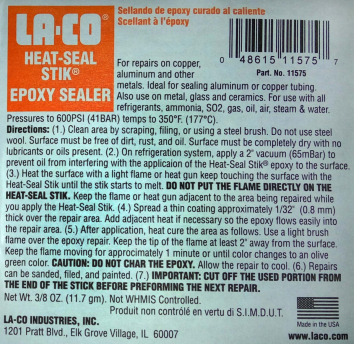 LA-CO®
HEAT-SEAL
STIK®
EPOXY SEALER
Sellando de epoxy curado al caliente
Scellant à l'époxy
0 48615 11575 7
Part. No. 11575
For repairs on copper,
aluminum and other
metals. Ideal for sealing aluminum or copper tubing.
Also use on metal, glass and ceramics. For use with all
refrigerants, ammonia, SO2, gas, oil, air, steam & water.
Pressures to 600PSI (41BAR) temps to 350°F. (177°C).
Directions: (1.) Clean area by scraping, filing, or using a steel brush. Do not use steel
wool. Surface must be free of dirt, rust, and oil. Surface must be completely dry with no
lubricants or oils present. (2.) On refrigeration system, apply a 2" vacuum (65mBar) to
prevent oil from interfering with the applicaion of the Heat-Seal Stik® epoxy to the surface.
(3.) Heat the surface with a light flame or heat gun keep touching the surface with the
Heat-Seal Stik until the stik starts to melt. DO NOT PUT THE FLAME DIRECTLY ON THE
HEAT-SEAL STIK. Keep the flame or heat gun adjacent to the area being repaired while
you apply the Heat-Seal Stik. (4.) Spread a thin coating approximately 1/32" (0.8 mm)
thick over the repair area. Add adjacent heat if necessary so the epoxy flows easily into
the repair area. (5.) After application, heat cure the area as follows. Use a light brush
flame over the epoxy repair. Keep the tip of the flame at least 2" away from the surface.
Keep the flame moving for approximately 1 minute or until color changes to an olive
green color. CAUTION: DO NOT CHAR THE EPOXY. Allow the repair to cool. (6.) Repairs
can be sanded, filed, and painted. (7.) IMPORTANT: CUT OFF THE USED PORTION FROM
THE END OF THE STICK BEFORE PREFORMING THE NEXT REPAIR.
Net Wt. 3/8 OZ. (11.7 gm). Not WHMIS Controlled.
Produit non contrôlé en vertu di S.I.M.D.U.T.
LA-CO INDUSTRIES, INC.
1201 Pratt Blvd., Elk Grove Village, IL 60007
Made in the USA
www.laco.com